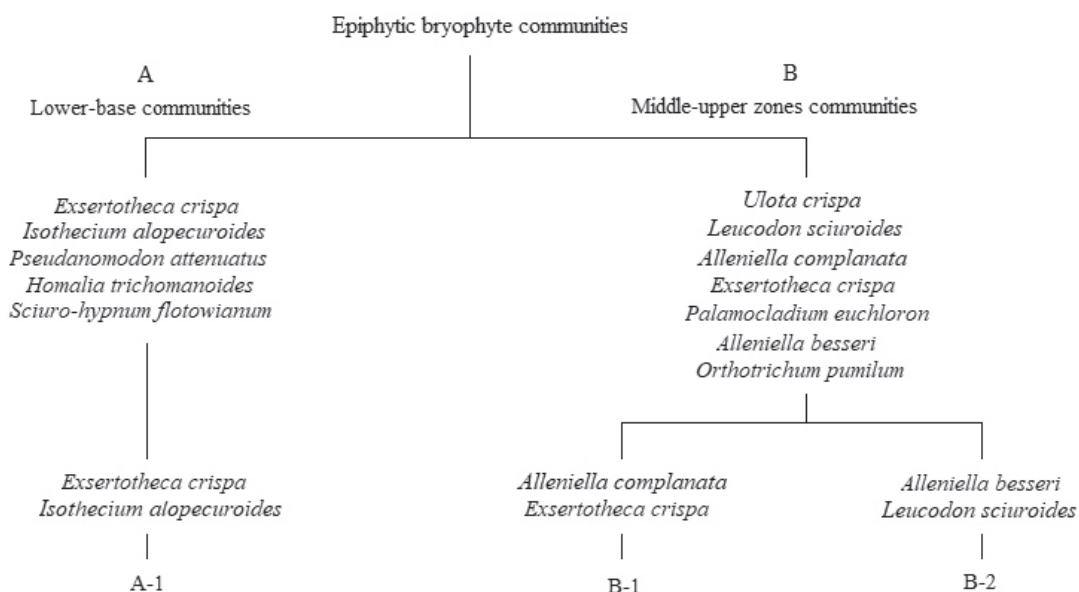 Epiphytic bryophyte communities
A
Lower-base communities
B
Middle-upper zones communities
Exsertotheca crispa
Isothecium alopecuroides
Pseudanomodon attenuatus
Homalia trichomanoides
Sciuro-hypnum flotowianum
Ulota crispa
Leucodon sciuroides
Alleniella complanata
Exsertotheca crispa
Palamocladium euchloron
Alleniella besseri
Orthotrichum pumilum
Exsertotheca crispa
Isothecium alopecuroides
A-1
Alleniella complanata
Exsertotheca crispa
B-1
Alleniella besseri
Leucodon sciuroides
B-2